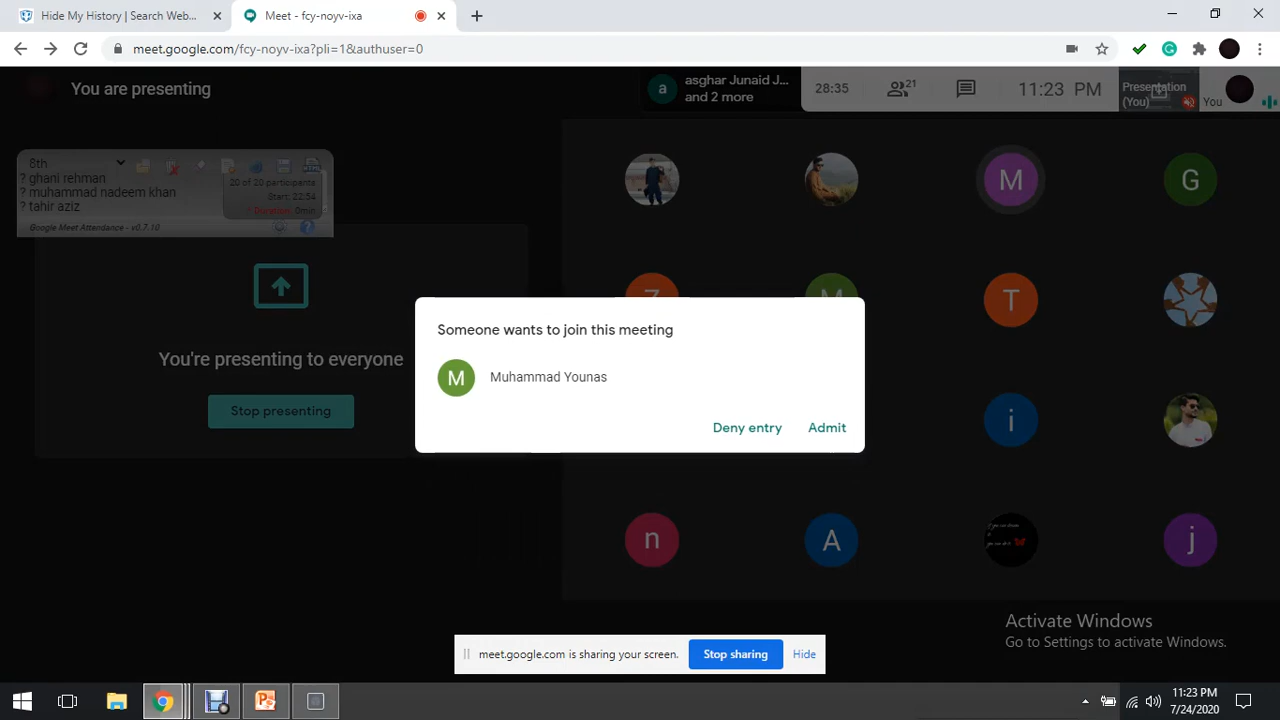 Hide My History | Search Web...
Meet - fcy-noyv-ixa
meet.google.com/fcy-noyv-ixa?pli=1&authuser=0
You are presenting
a
asghar Junaid J...
and 2 more
28:35
21
11:23 PM
Presentation
(You)
You
8th
? ghani rehman
? muhammad nadeem khan
? tahir aziz
20 of 20 participants
Start: 22:54
Duration: 0min
Google Meet Attendance - v0.7.10
M
G
T
i
n
A
j
You're presenting to everyone
Stop presenting
Someone wants to join this meeting
M
Muhammad Younas
Deny entry
Admit
Activate Windows
Go to Settings to activate Windows.
meet.google.com is sharing your screen.
Stop sharing
Hide
11:23 PM
7/24/2020